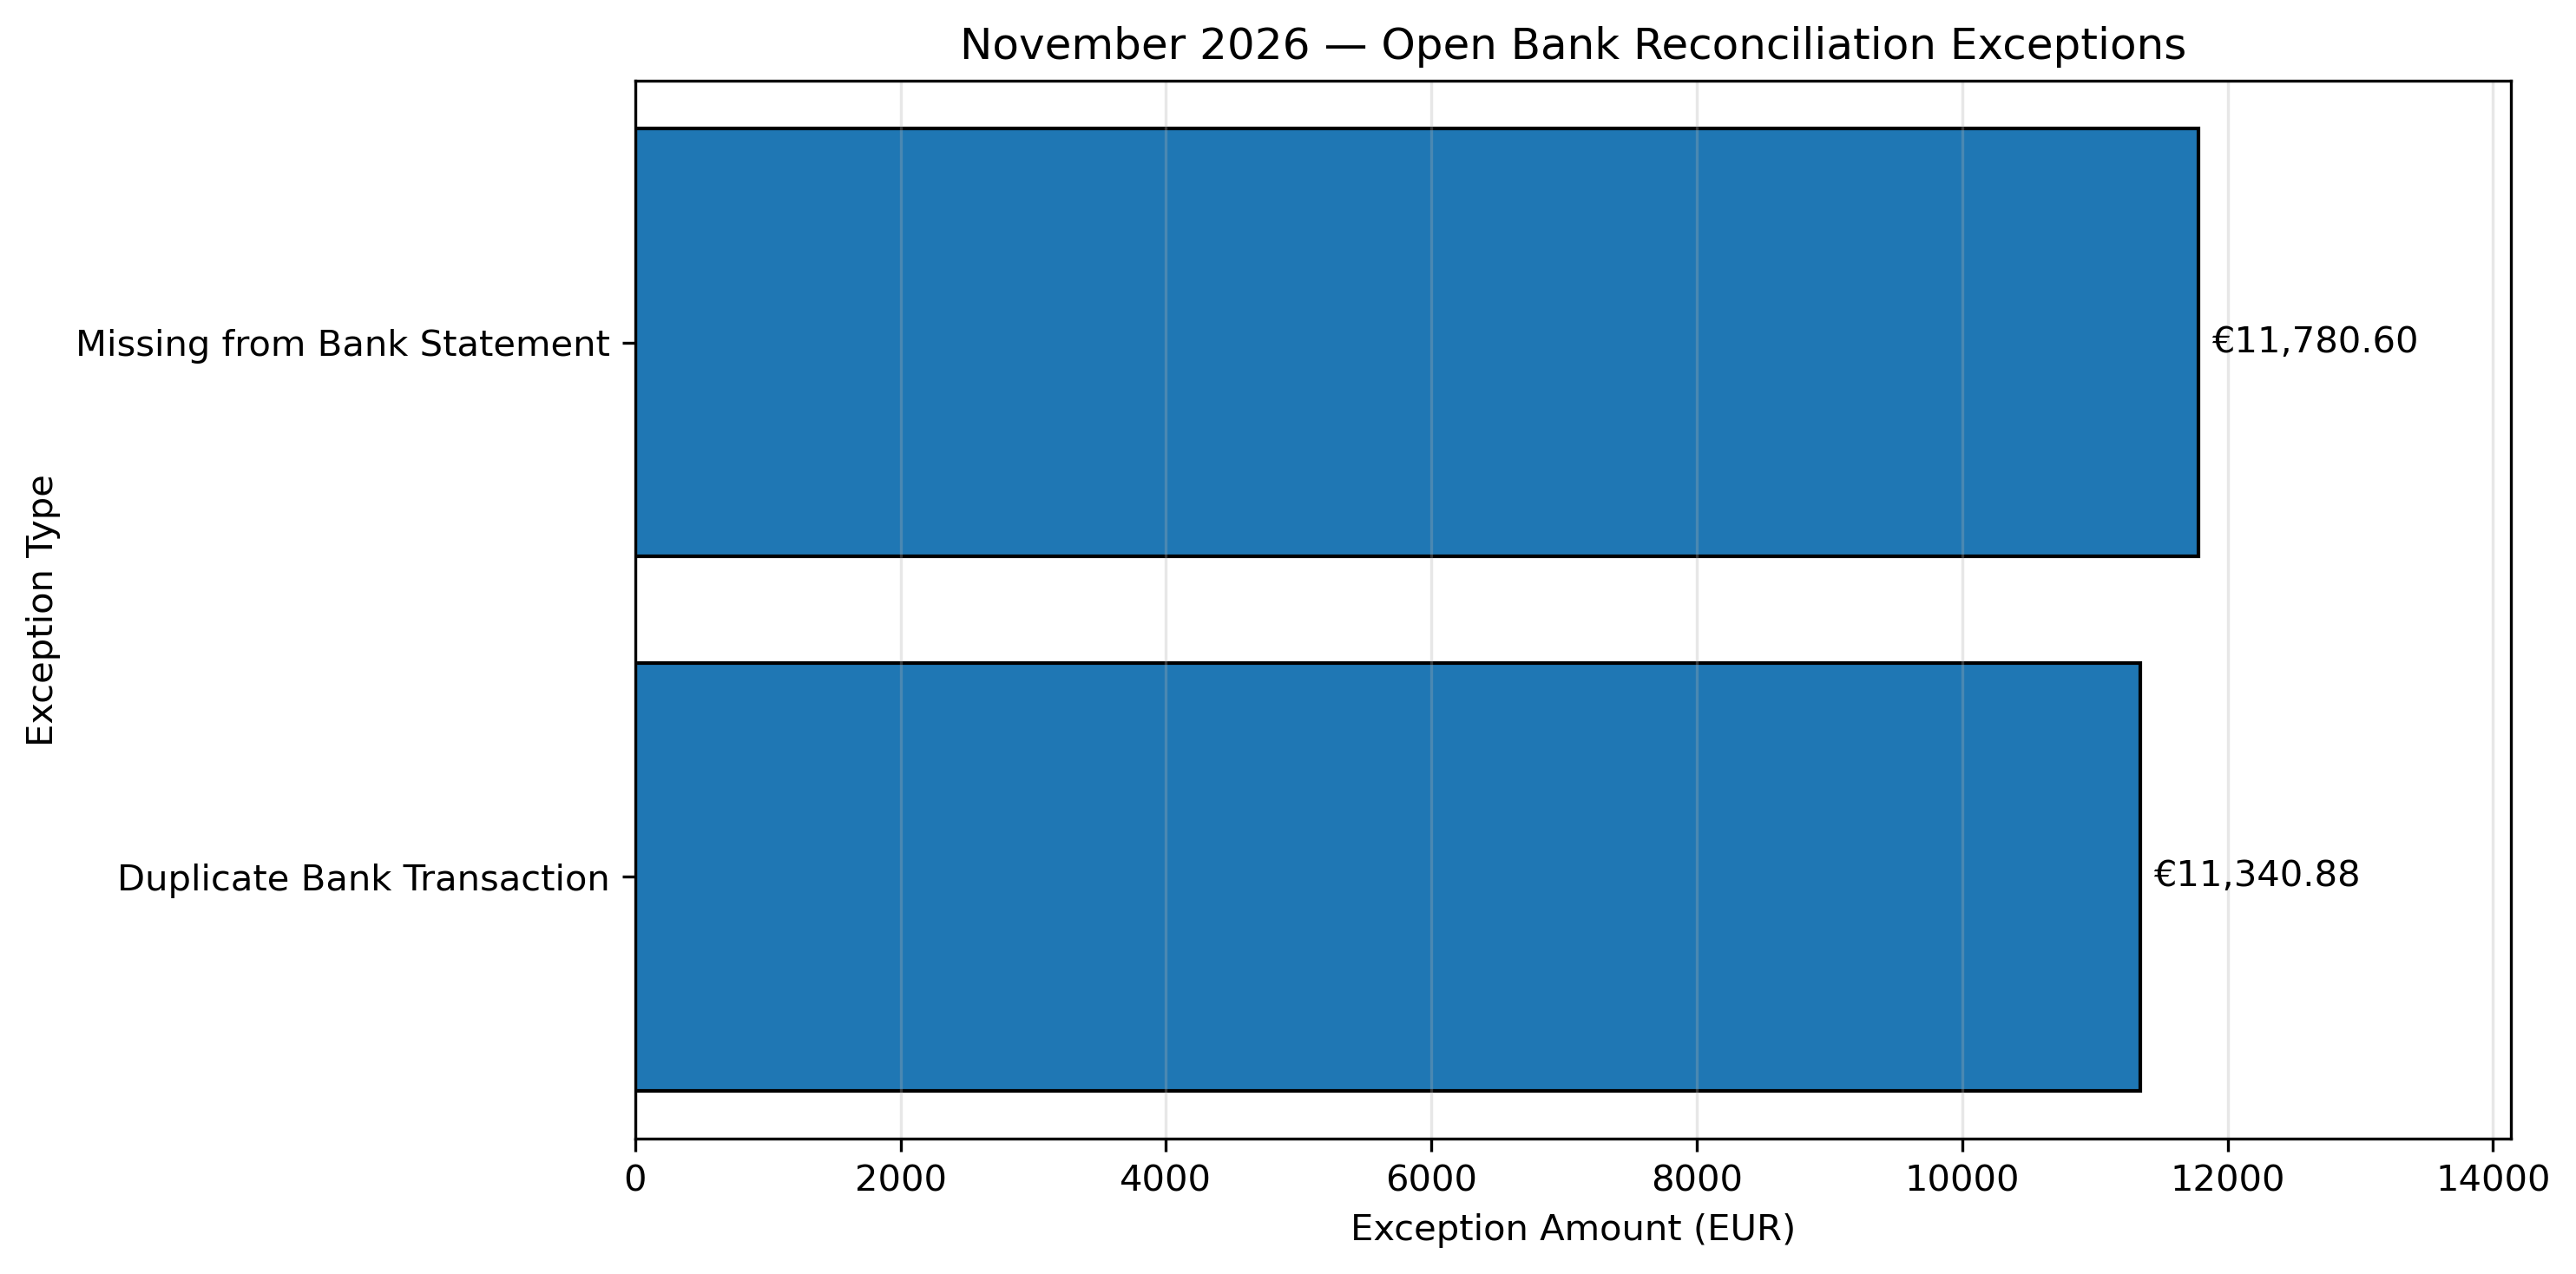 November 2026 — Open Bank Reconciliation Exceptions
Exception Type
Missing from Bank Statement
€11,780.60
Duplicate Bank Transaction
€11,340.88
0 2000 4000 6000 8000 10000 12000 14000
Exception Amount (EUR)